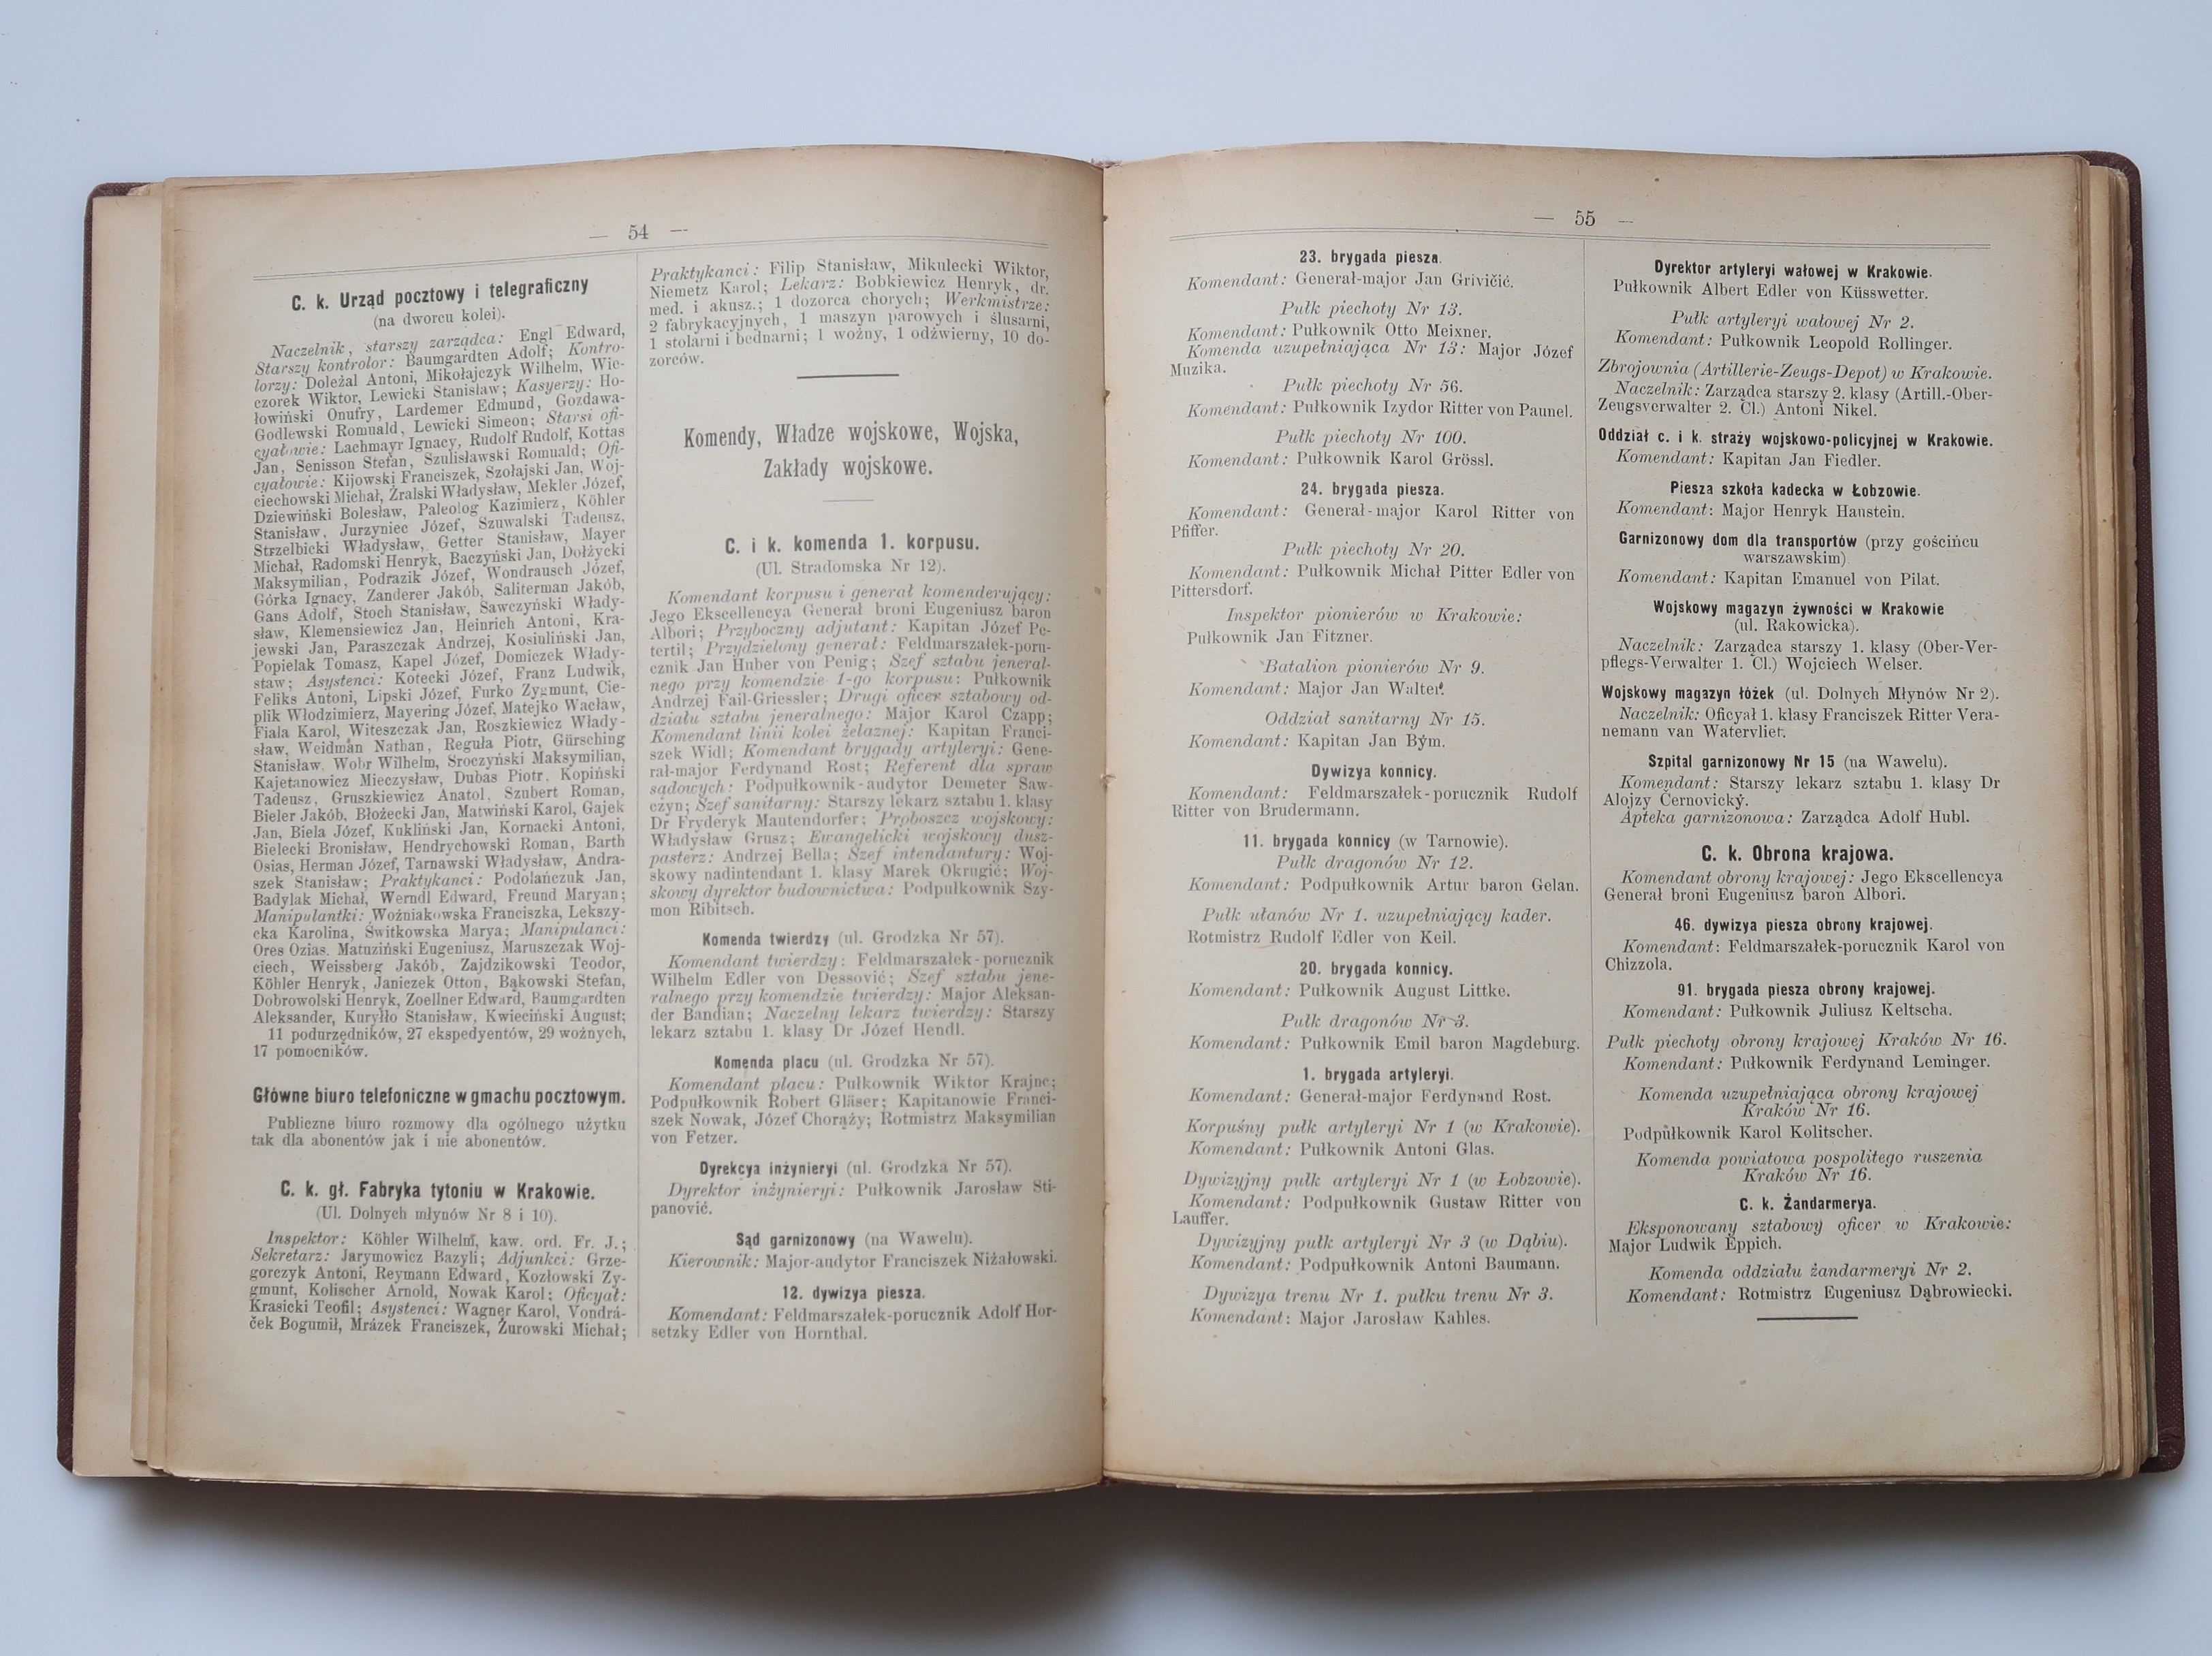 — 54 —
C. k. Urząd pocztowy i telegraficzny
(na dworcu kolei).
Naczelnik, starszy zarządca: Engl Edward,
Starszy kontrolor: Baumgardten Adolf; Kontro-
lorzy: Doleżal Antoni, Mikołajczyk Wilhelm, Wie-
czorek Wiktor, Lewicki Stanisław; Kasyerzy: Ho-
łowiński Onufry, Lardemer Edmund, Gozdawa-
Godlewski Romuald, Lewicki Simeon; Starsi ofi-
cyałowie: Lachmayr Ignacy, Rudolf Rudolf, Kottas
Jan, Senisson Stefan, Szulisławski Romuald; Ofi-
cyałowie: Kijowski Franciszek, Szołajski Jan, Woj-
ciechowski Michał, Żralski Władysław, Mekler Józef,
Dziewiński Bolesław, Paleolog Kazimierz, Köhler
Stanisław, Jurzyniec Józef, Szuwalski Tadeusz,
Strzelbicki Władysław, Getter Stanisław, Mayer
Michał, Radomski Henryk, Baczyński Jan, Dołżycki
Maksymilian, Podrazik Józef, Wondrausch Józef,
Górka Ignacy, Zanderer Jakób, Saliterman Jakób,
Gans Adolf, Stoch Stanisław, Sawczyński Włady-
sław, Klemensiewicz Jan, Heinrich Antoni, Kra-
jewski Jan, Paraszczak Andrzej, Kosiuliński Jan,
Popielak Tomasz, Kapel Józef, Domiczek Włady-
sław; Asystenci: Kotecki Józef, Franz Ludwik,
Feliks Antoni, Lipski Józef, Furko Zygmunt, Cie-
plik Włodzimierz, Mayering Józef, Matejko Wacław,
Fiala Karol, Witeszczak Jan, Roszkiewicz Włady-
sław, Weidman Nathan, Reguła Piotr, Gürsching
Stanisław, Wobr Wilhelm, Sroczyński Maksymilian,
Kajetanowicz Mieczysław, Dubas Piotr, Kopiński
Tadeusz, Gruszkiewicz Anatol, Szubert Roman,
Bieler Jakób, Błożecki Jan, Matwiński Karol, Gajek
Jan, Biela Józef, Kukliński Jan, Kornacki Antoni,
Bielecki Bronisław, Hendrychowski Roman, Barth
Osias, Herman Józef, Tarnawski Władysław, Andra-
szek Stanisław; Praktykanci: Podolańczuk Jan,
Badylak Michał, Werndl Edward, Freund Maryan;
Manipulantki: Woźniakowska Franciszka, Lekszy-
cka Karolina, Świtkowska Marya; Manipulanci:
Ores Ozias, Matuziński Eugeniusz, Maruszczak Woj-
ciech, Weissberg Jakób, Zajdzikowski Teodor,
Köhler Henryk, Janiczek Otton, Bąkowski Stefan,
Dobrowolski Henryk, Zoellner Edward, Baumgardten
Aleksander, Kuryłło Stanisław, Kwieciński August;
11 podurzędników, 27 ekspedyentów, 29 woźnych,
17 pomocników.
Główne biuro telefoniczne w gmachu pocztowym.
Publiczne biuro rozmowy dla ogólnego użytku
tak dla abonentów jak i nie abonentów.
C. k. gł. Fabryka tytoniu w Krakowie.
(Ul. Dolnych młynów Nr 8 i 10).
Inspektor: Köhler Wilhelm, kaw. ord. Fr. J.;
Sekretarz: Jarymowicz Bazyli; Adjunkci: Grze-
gorczyk Antoni, Reymann Edward, Kozłowski Zy-
gmunt, Kolischer Arnold, Nowak Karol; Oficyał:
Krasicki Teofil; Asystenci: Wagner Karol, Vondrá-
ček Bogumił, Mrázek Franciszek, Żurowski Michał;
Praktykanci: Filip Stanisław, Mikulecki Wiktor,
Niemetz Karol; Lekarz: Bobkiewicz Henryk, dr.
med. i akusz.; 1 dozorca chorych; Werkmistrze:
2 fabrykacyjnych, 1 maszyn parowych i ślusarni,
1 stolarni i bednarni; 1 woźny, 1 odźwierny, 10 do-
zorców.
Komendy, Władze wojskowe, Wojska,
Zakłady wojskowe.
C. i k. komenda 1. korpusu.
(Ul. Stradomska Nr 12).
Komendant korpusu i generał komenderujący:
Jego Ekscellencya Generał broni Eugeniusz baron
Albori; Przyboczny adjutant: Kapitan Józef Pe-
tertil; Przydzielony generał: Feldmarszałek-poru-
cznik Jan Huber von Penig; Szef sztabu jeneral-
nego przy komendzie 1-go korpusu: Pułkownik
Andrzej Fail-Griessler; Drugi oficer sztabowy od-
działu sztabu jeneralnego: Major Karol Czapp;
Komendant linii kolei żelaznej: Kapitan Franci-
szek Widl; Komendant brygady artyleryi: Gene-
rał-major Ferdynand Rost; Referent dla spraw
sądowych: Podpułkownik-audytor Demeter Saw-
czyn; Szef sanitarny: Starszy lekarz sztabu 1. klasy
Dr Fryderyk Mautendorfer; Proboszcz wojskowy:
Władysław Grusz; Ewangelicki wojskowy dusz-
pasterz: Andrzej Bella; Szef intendantury: Woj-
skowy nadintendant 1. klasy Marek Okrugić; Woj-
skowy dyrektor budownictwa: Podpułkownik Szy-
mon Ribitsch.
Komenda twierdzy (ul. Grodzka Nr 57).
Komendant twierdzy: Feldmarszałek-porucznik
Wilhelm Edler von Dessović; Szef sztabu jene-
ralnego przy komendzie twierdzy: Major Aleksan-
der Bandian; Naczelny lekarz twierdzy: Starszy
lekarz sztabu 1. klasy Dr Józef Hendl.
Komenda placu (ul. Grodzka Nr 57).
Komendant placu: Pułkownik Wiktor Krajnc;
Podpułkownik Robert Gläser; Kapitanowie Franci-
szek Nowak, Józef Chorąży; Rotmistrz Maksymilian
von Fetzer.
Dyrekcya inżynieryi (ul. Grodzka Nr 57).
Dyrektor inżynieryi: Pułkownik Jarosław Sti-
panović.
Sąd garnizonowy (na Wawelu).
Kierownik: Major-audytor Franciszek Niżałowski.
12. dywizya piesza.
Komendant: Feldmarszałek-porucznik Adolf Hor-
setzky Edler von Hornthal.
— 55 —
23. brygada piesza.
Komendant: Generał-major Jan Grivičić.
Pułk piechoty Nr 13.
Komendant: Pułkownik Otto Meixner.
Komenda uzupełniająca Nr 13: Major Józef
Muzika.
Pułk piechoty Nr 56.
Komendant: Pułkownik Izydor Ritter von Paunel.
Pułk piechoty Nr 100.
Komendant: Pułkownik Karol Grössl.
24. brygada piesza.
Komendant: Generał-major Karol Ritter von
Pfiffer.
Pułk piechoty Nr 20.
Komendant: Pułkownik Michał Pitter Edler von
Pittersdorf.
Inspektor pionierów w Krakowie:
Pułkownik Jan Fitzner.
Batalion pionierów Nr 9.
Komendant: Major Jan Walter.
Oddział sanitarny Nr 15.
Komendant: Kapitan Jan Bým.
Dywizya konnicy.
Komendant: Feldmarszałek-porucznik Rudolf
Ritter von Brudermann.
11. brygada konnicy (w Tarnowie).
Pułk dragonów Nr 12.
Komendant: Podpułkownik Artur baron Gelan.
Pułk ułanów Nr 1. uzupełniający kader.
Rotmistrz Rudolf Edler von Keil.
20. brygada konnicy.
Komendant: Pułkownik August Littke.
Pułk dragonów Nr 3.
Komendant: Pułkownik Emil baron Magdeburg.
1. brygada artyleryi.
Komendant: Generał-major Ferdynand Rost.
Korpuśny pułk artyleryi Nr 1 (w Krakowie).
Komendant: Pułkownik Antoni Glas.
Dywizyjny pułk artyleryi Nr 1 (w Łobzowie).
Komendant: Podpułkownik Gustaw Ritter von
Lauffer.
Dywizyjny pułk artyleryi Nr 3 (w Dąbiu).
Komendant: Podpułkownik Antoni Baumann.
Dywizya trenu Nr 1. pułku trenu Nr 3.
Komendant: Major Jarosław Kahles.
Dyrektor artyleryi wałowej w Krakowie.
Pułkownik Albert Edler von Küsswetter.
Pułk artyleryi wałowej Nr 2.
Komendant: Pułkownik Leopold Rollinger.
Zbrojownia (Artillerie-Zeugs-Depot) w Krakowie.
Naczelnik: Zarządca starszy 2. klasy (Artill.-Ober-
Zeugsverwalter 2. Cl.) Antoni Nikel.
Oddział c. i k. straży wojskowo-policyjnej w Krakowie.
Komendant: Kapitan Jan Fiedler.
Piesza szkoła kadecka w Łobzowie.
Komendant: Major Henryk Hanstein.
Garnizonowy dom dla transportów (przy gościńcu
warszawskim)
Komendant: Kapitan Emanuel von Pilat.
Wojskowy magazyn żywności w Krakowie
(ul. Rakowicka).
Naczelnik: Zarządca starszy 1. klasy (Ober-Ver-
pflegs-Verwalter 1. Cl.) Wojciech Welser.
Wojskowy magazyn łóżek (ul. Dolnych Młynów Nr 2).
Naczelnik: Oficyał 1. klasy Franciszek Ritter Vera-
nemann van Watervliet.
Szpital garnizonowy Nr 15 (na Wawelu).
Komendant: Starszy lekarz sztabu 1. klasy Dr
Alojzy Černovický.
Apteka garnizonowa: Zarządca Adolf Hubl.
C. k. Obrona krajowa.
Komendant obrony krajowej: Jego Ekscellencya
Generał broni Eugeniusz baron Albori.
46. dywizya piesza obrony krajowej.
Komendant: Feldmarszałek-porucznik Karol von
Chizzola.
91. brygada piesza obrony krajowej.
Komendant: Pułkownik Juliusz Keltscha.
Pułk piechoty obrony krajowej Kraków Nr 16.
Komendant: Pułkownik Ferdynand Leminger.
Komenda uzupełniająca obrony krajowej
Kraków Nr 16.
Podpułkownik Karol Kolitscher.
Komenda powiatowa pospolitego ruszenia
Kraków Nr 16.
C. k. Żandarmerya.
Eksponowany sztabowy oficer w Krakowie:
Major Ludwik Eppich.
Komenda oddziału żandarmeryi Nr 2.
Komendant: Rotmistrz Eugeniusz Dąbrowiecki.